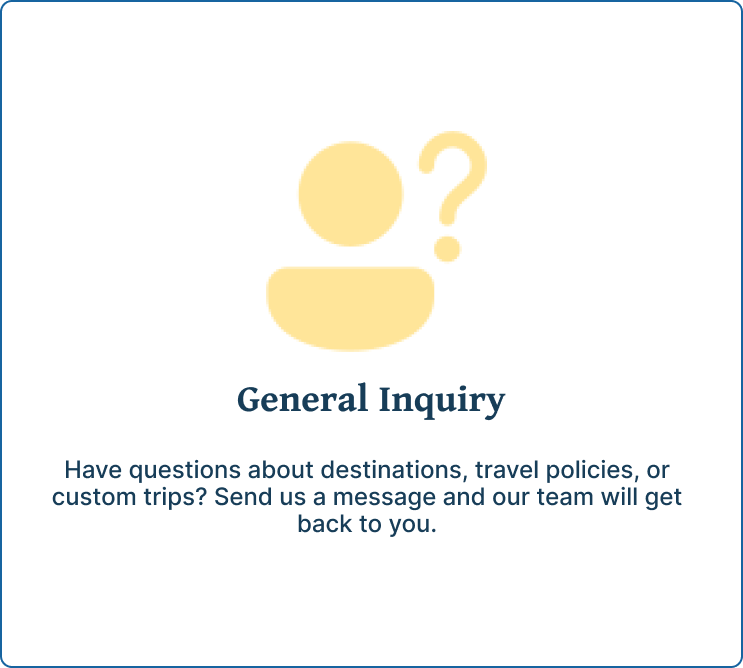 General Inquiry
Have questions about destinations, travel policies, or
custom trips? Send us a message and our team will get
back to you.